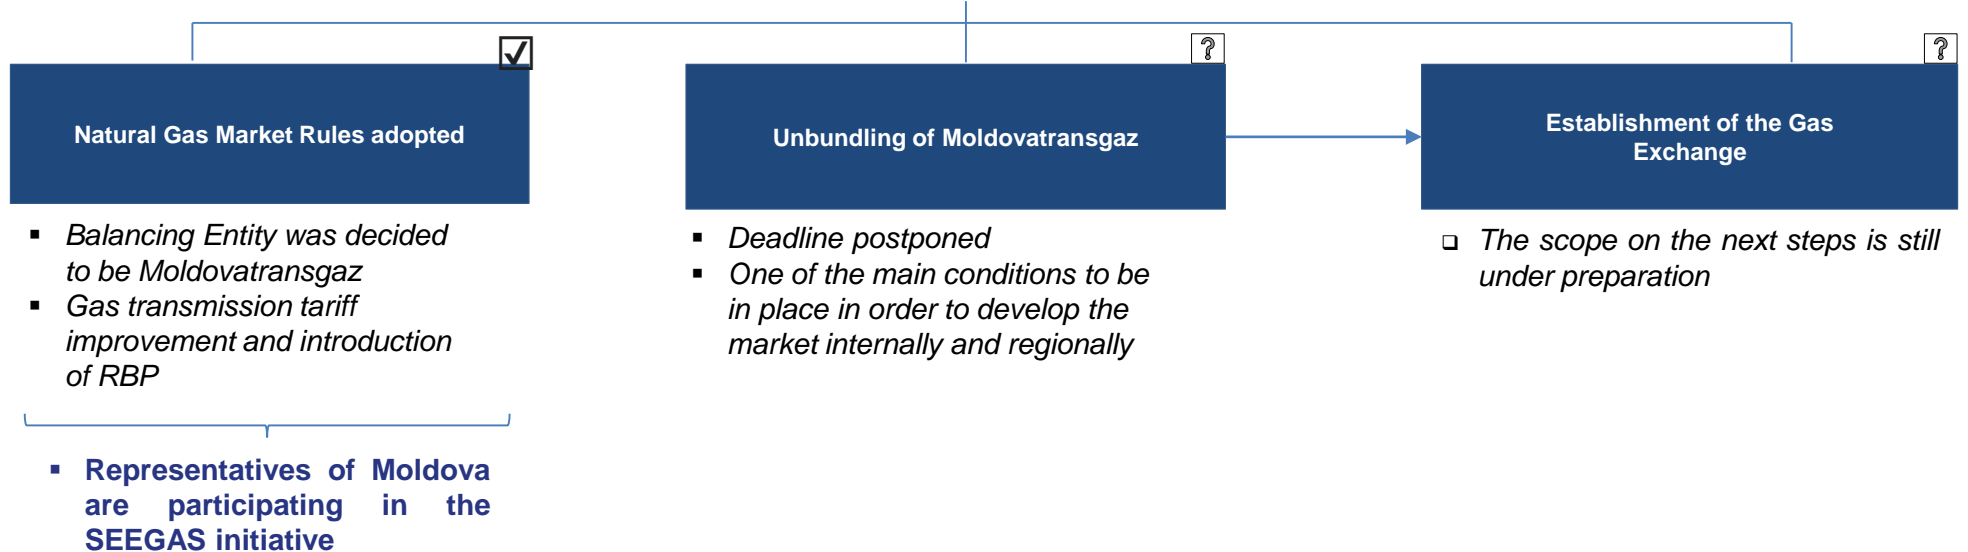 Natural Gas Market Rules adopted
▪ Balancing Entity was decided
to be Moldovatransgaz
▪ Gas transmission tariff
improvement and introduction
of RBP
▪ Representatives of Moldova
are participating in the
SEEGAS initiative
?
Unbundling of Moldovatransgaz
▪ Deadline postponed
▪ One of the main conditions to be
in place in order to develop the
market internally and regionally
?
Establishment of the Gas
Exchange
❑ The scope on the next steps is still
under preparation